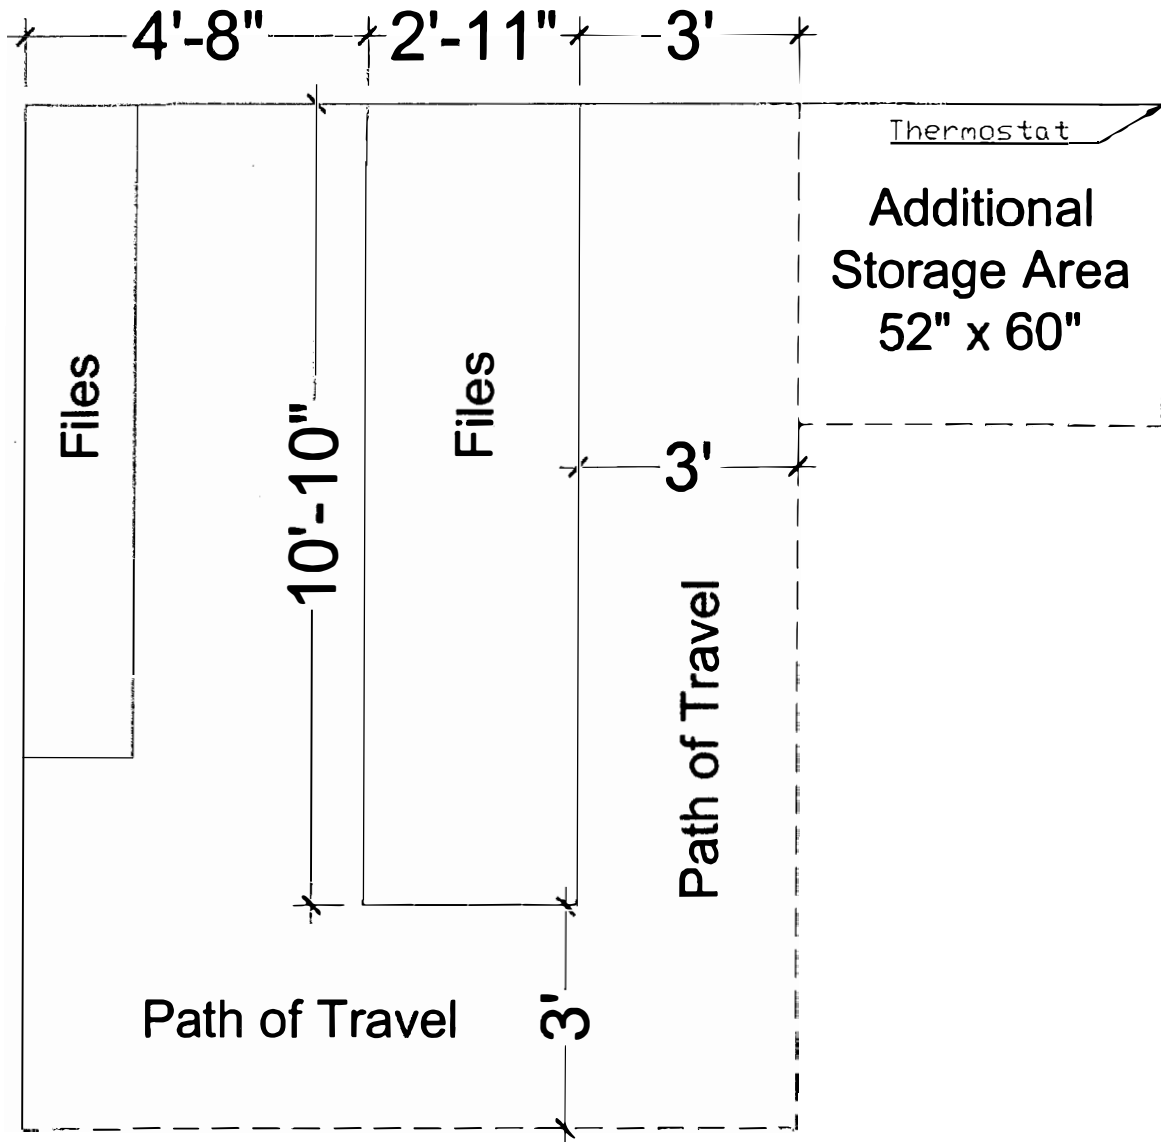 4'-8"
2'-11"
3'
Thermostat
Additional
Storage Area
52" x 60"
Files
Files
10'-10"
3'
Path of Travel
Path of Travel
3'